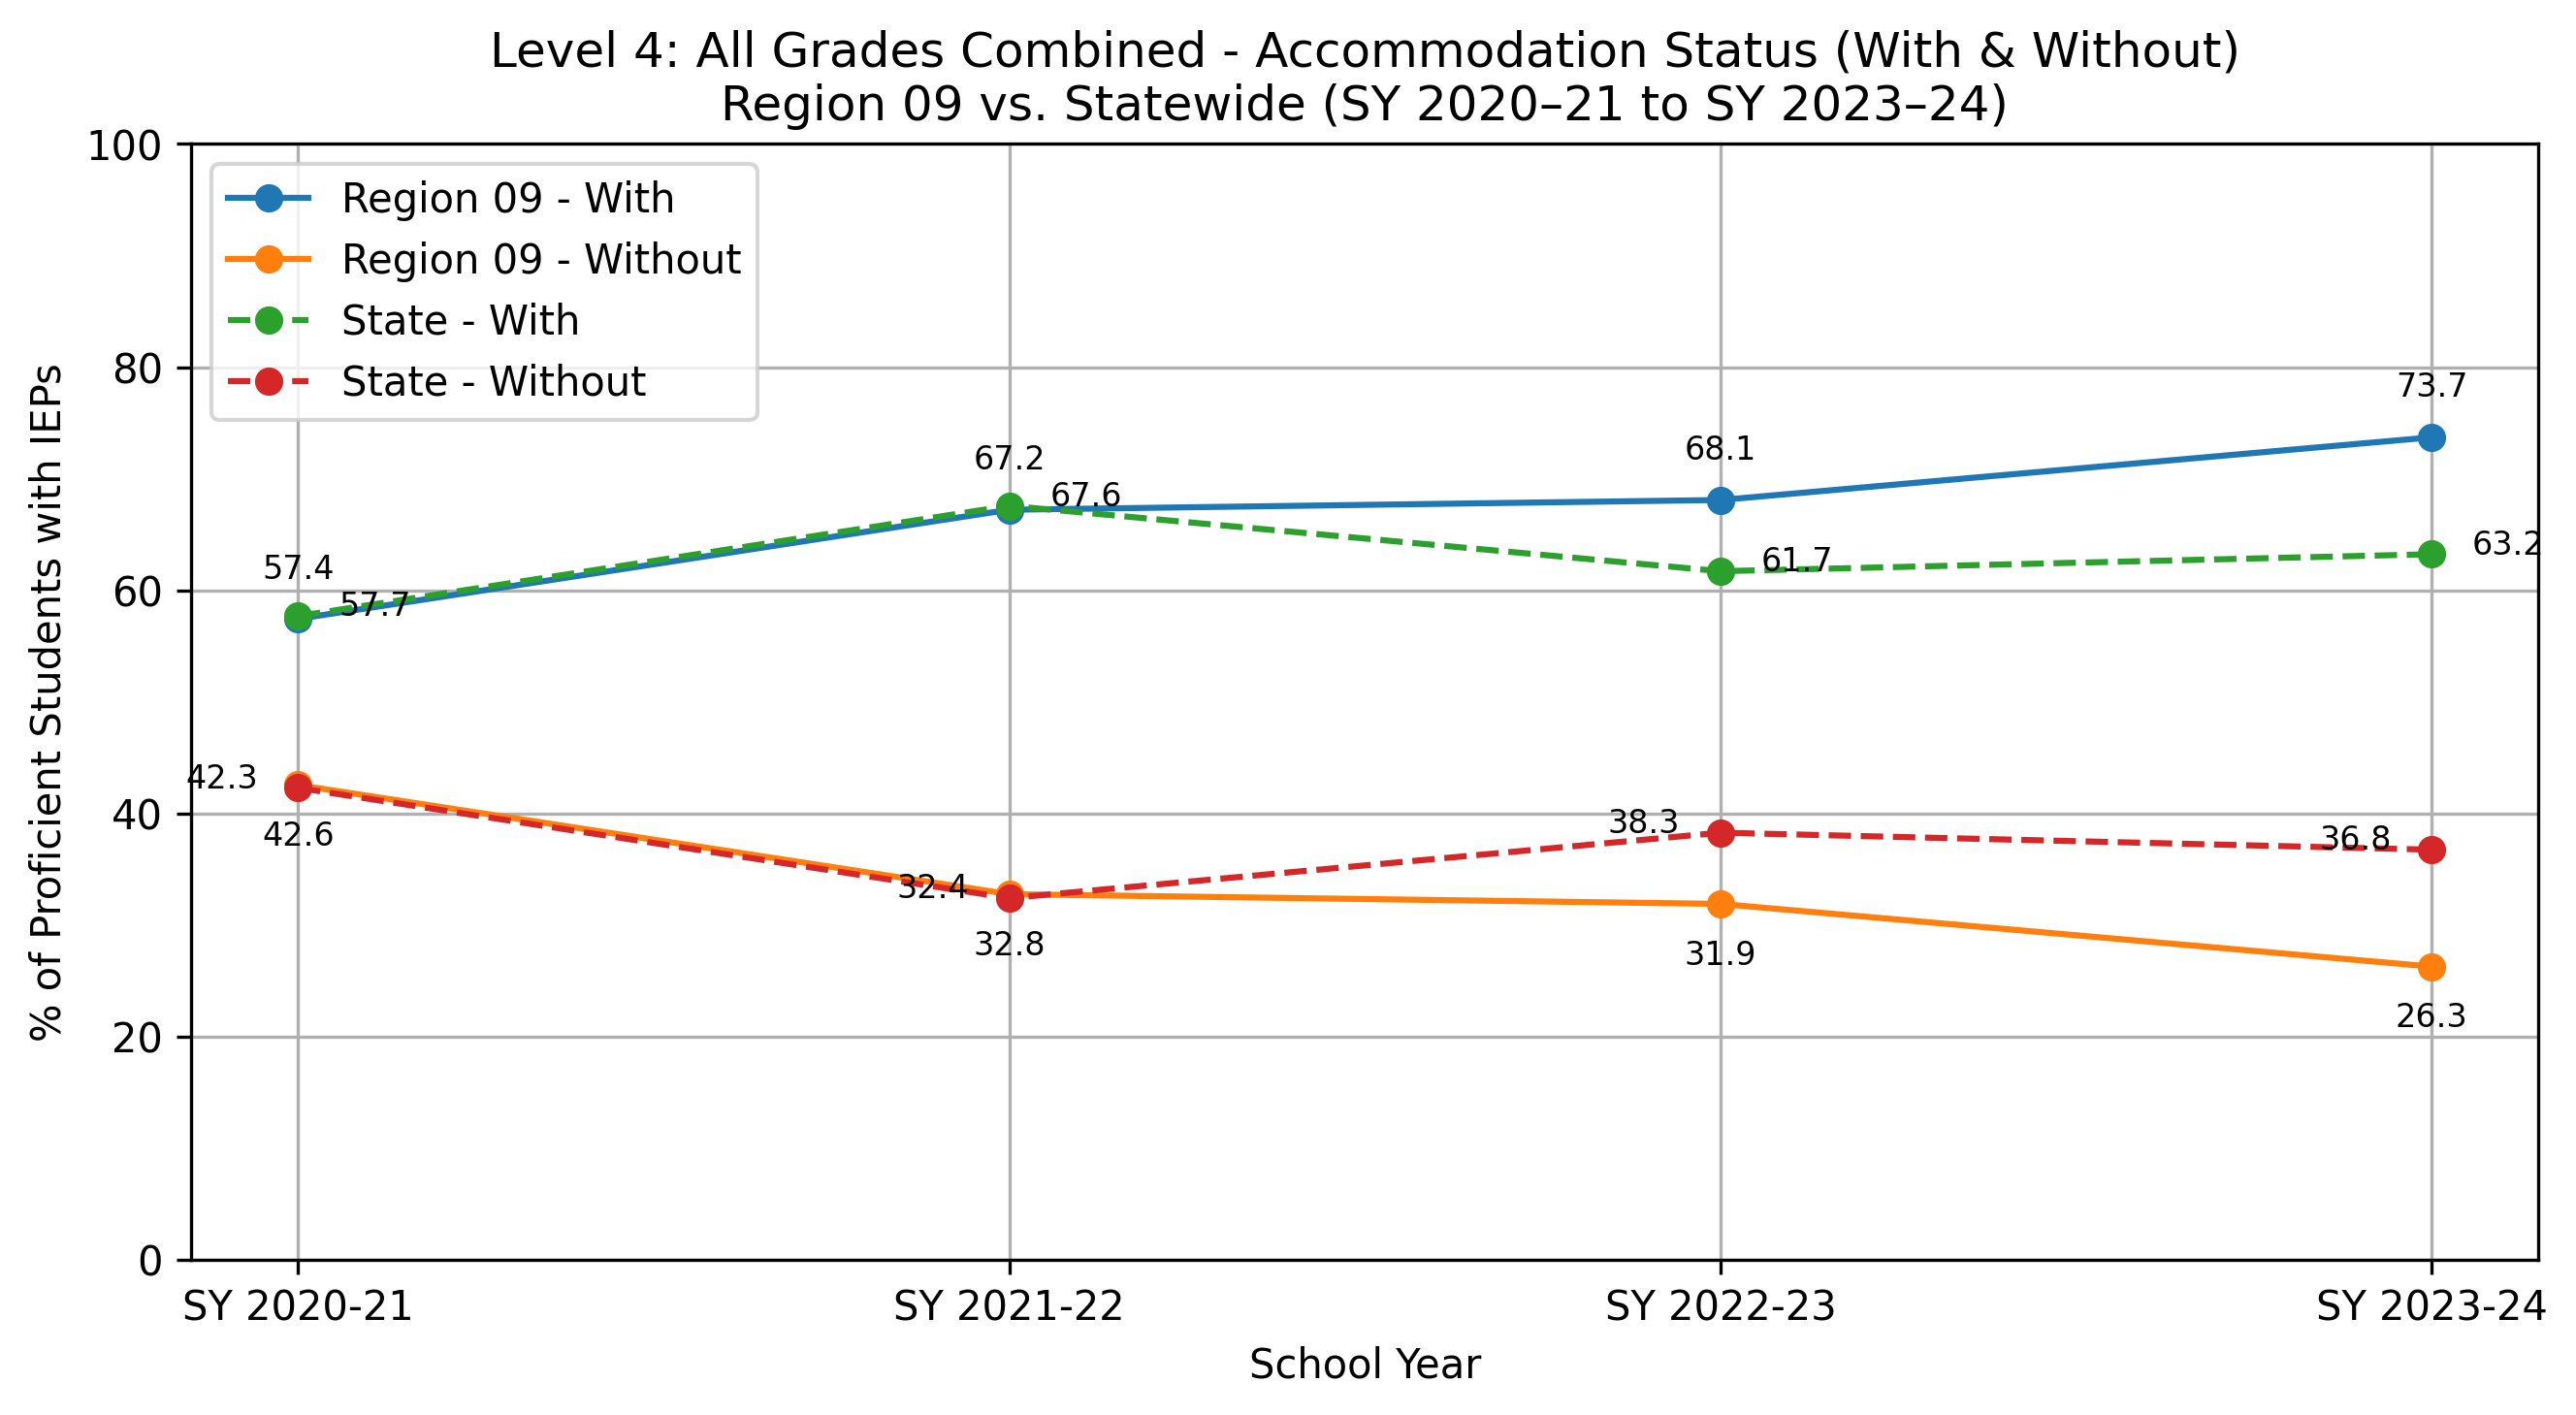 Level 4: All Grades Combined - Accommodation Status (With & Without)
Region 09 vs. Statewide (SY 2020–21 to SY 2023–24)
% of Proficient Students with IEPs
100
80
60
40
20
0
Region 09 - With
Region 09 - Without
State - With
State - Without
57.4
57.7
42.3
42.6
67.2
67.6
32.4
32.8
68.1
61.7
38.3
31.9
73.7
63.2
36.8
26.3
SY 2020-21
SY 2021-22
SY 2022-23
SY 2023-24
School Year